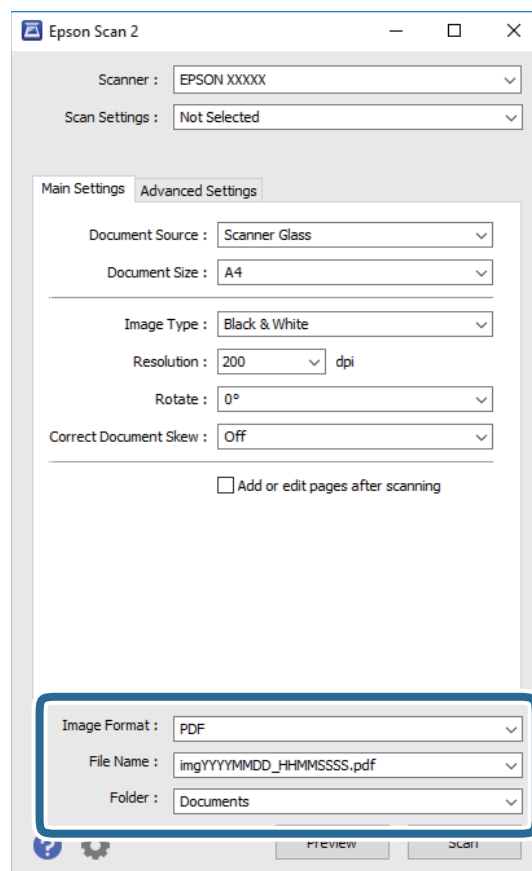 Epson Scan 2
Scanner : EPSON XXXXX
Scan Settings : Not Selected
Main Settings Advanced Settings
Document Source : Scanner Glass
Document Size : A4
Image Type : Black & White
Resolution : 200 dpi
Rotate : 0°
Correct Document Skew : Off
Add or edit pages after scanning
Image Format : PDF
File Name : imgYYYYMMDD_HHMMSSSS.pdf
Folder : Documents
? Preview Scan